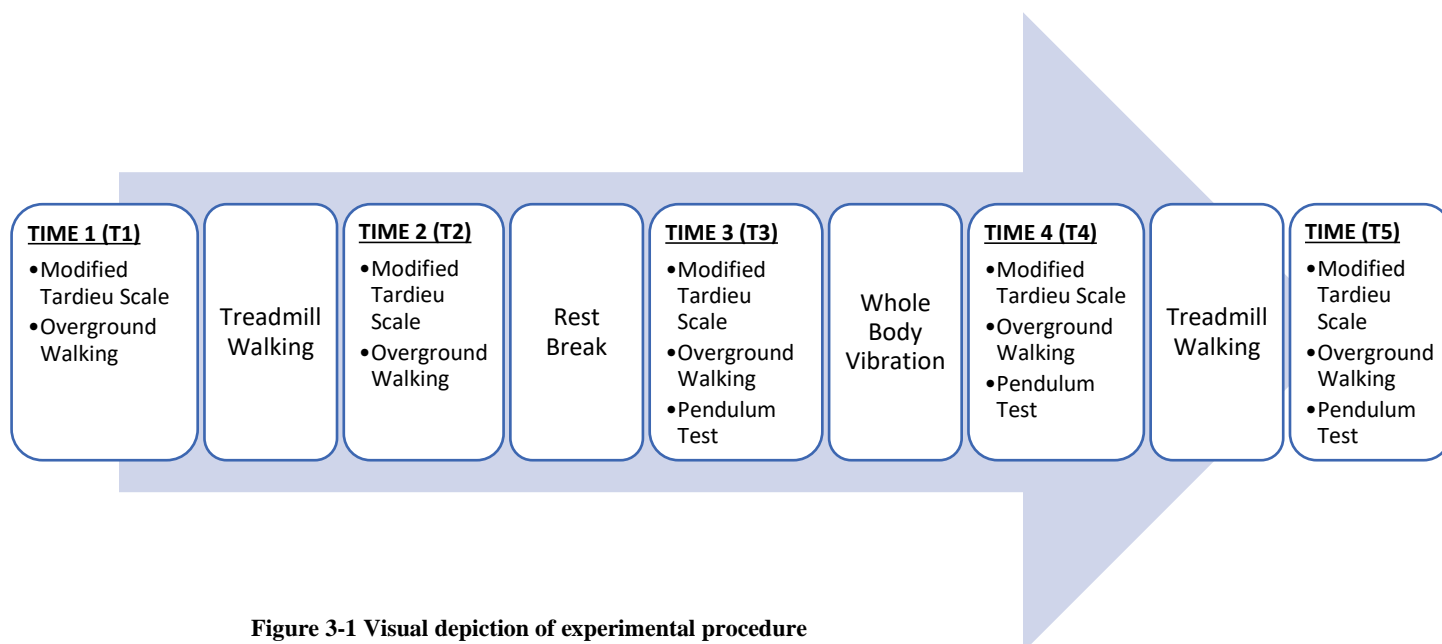 TIME 1 (T1)
•Modified
Tardieu Scale
•Overground
Walking
Treadmill
Walking
TIME 2 (T2)
•Modified
Tardieu
Scale
•Overground
Walking
Rest
Break
TIME 3 (T3)
•Modified
Tardieu
Scale
•Overground
Walking
•Pendulum
Test
Whole
Body
Vibration
TIME 4 (T4)
•Modified
Tardieu Scale
•Overground
Walking
•Pendulum
Test
Treadmill
Walking
TIME (T5)
•Modified
Tardieu
Scale
•Overground
Walking
•Pendulum
Test
Figure 3-1 Visual depiction of experimental procedure